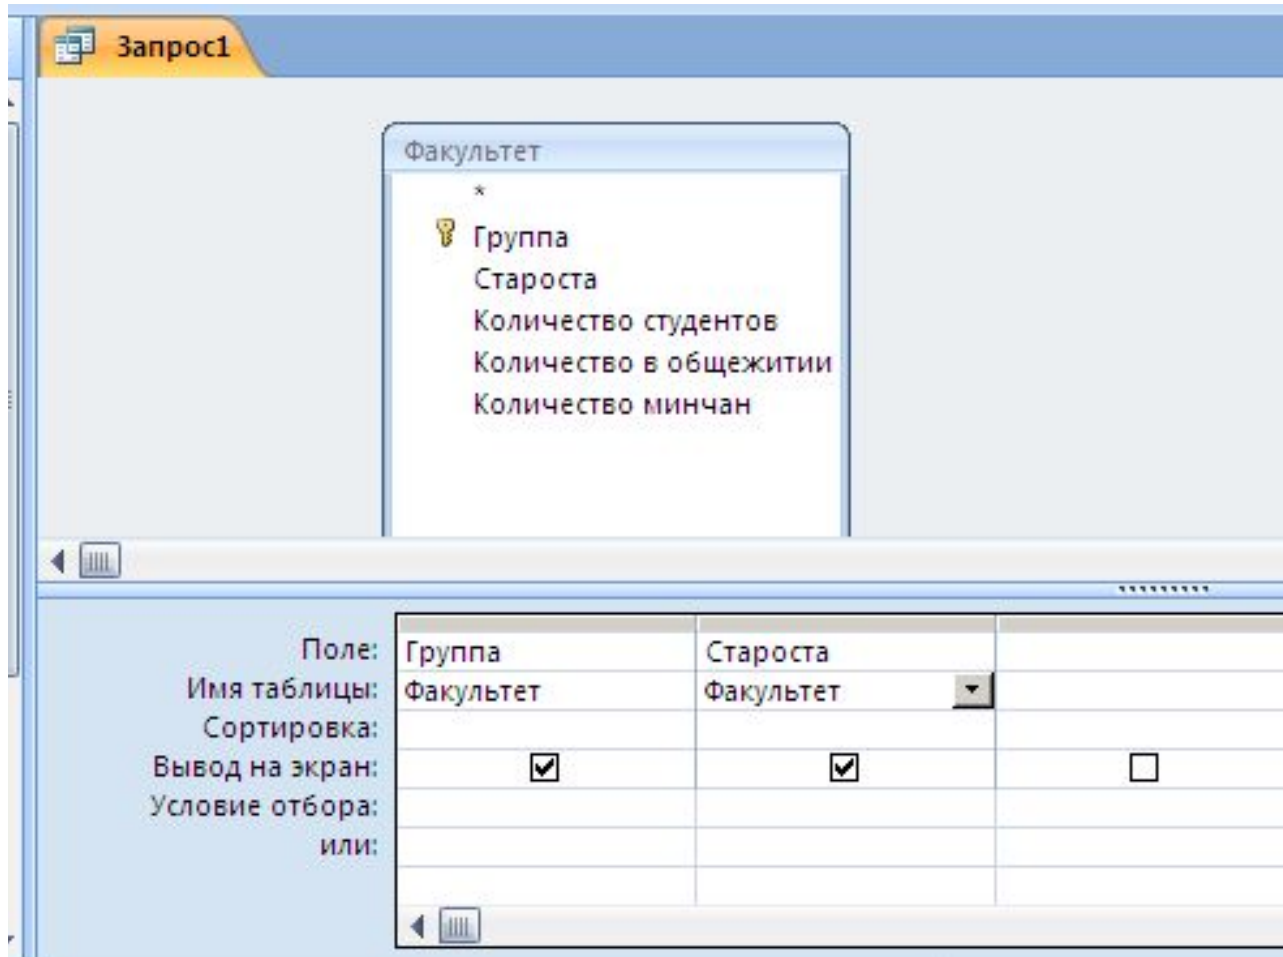 Запрос1
Факультет
*
Группа
Староста
Количество студентов
Количество в общежитии
Количество минчан
Поле: Группа Староста
Имя таблицы: Факультет Факультет
Сортировка:
Вывод на экран:
Условие отбора:
или: